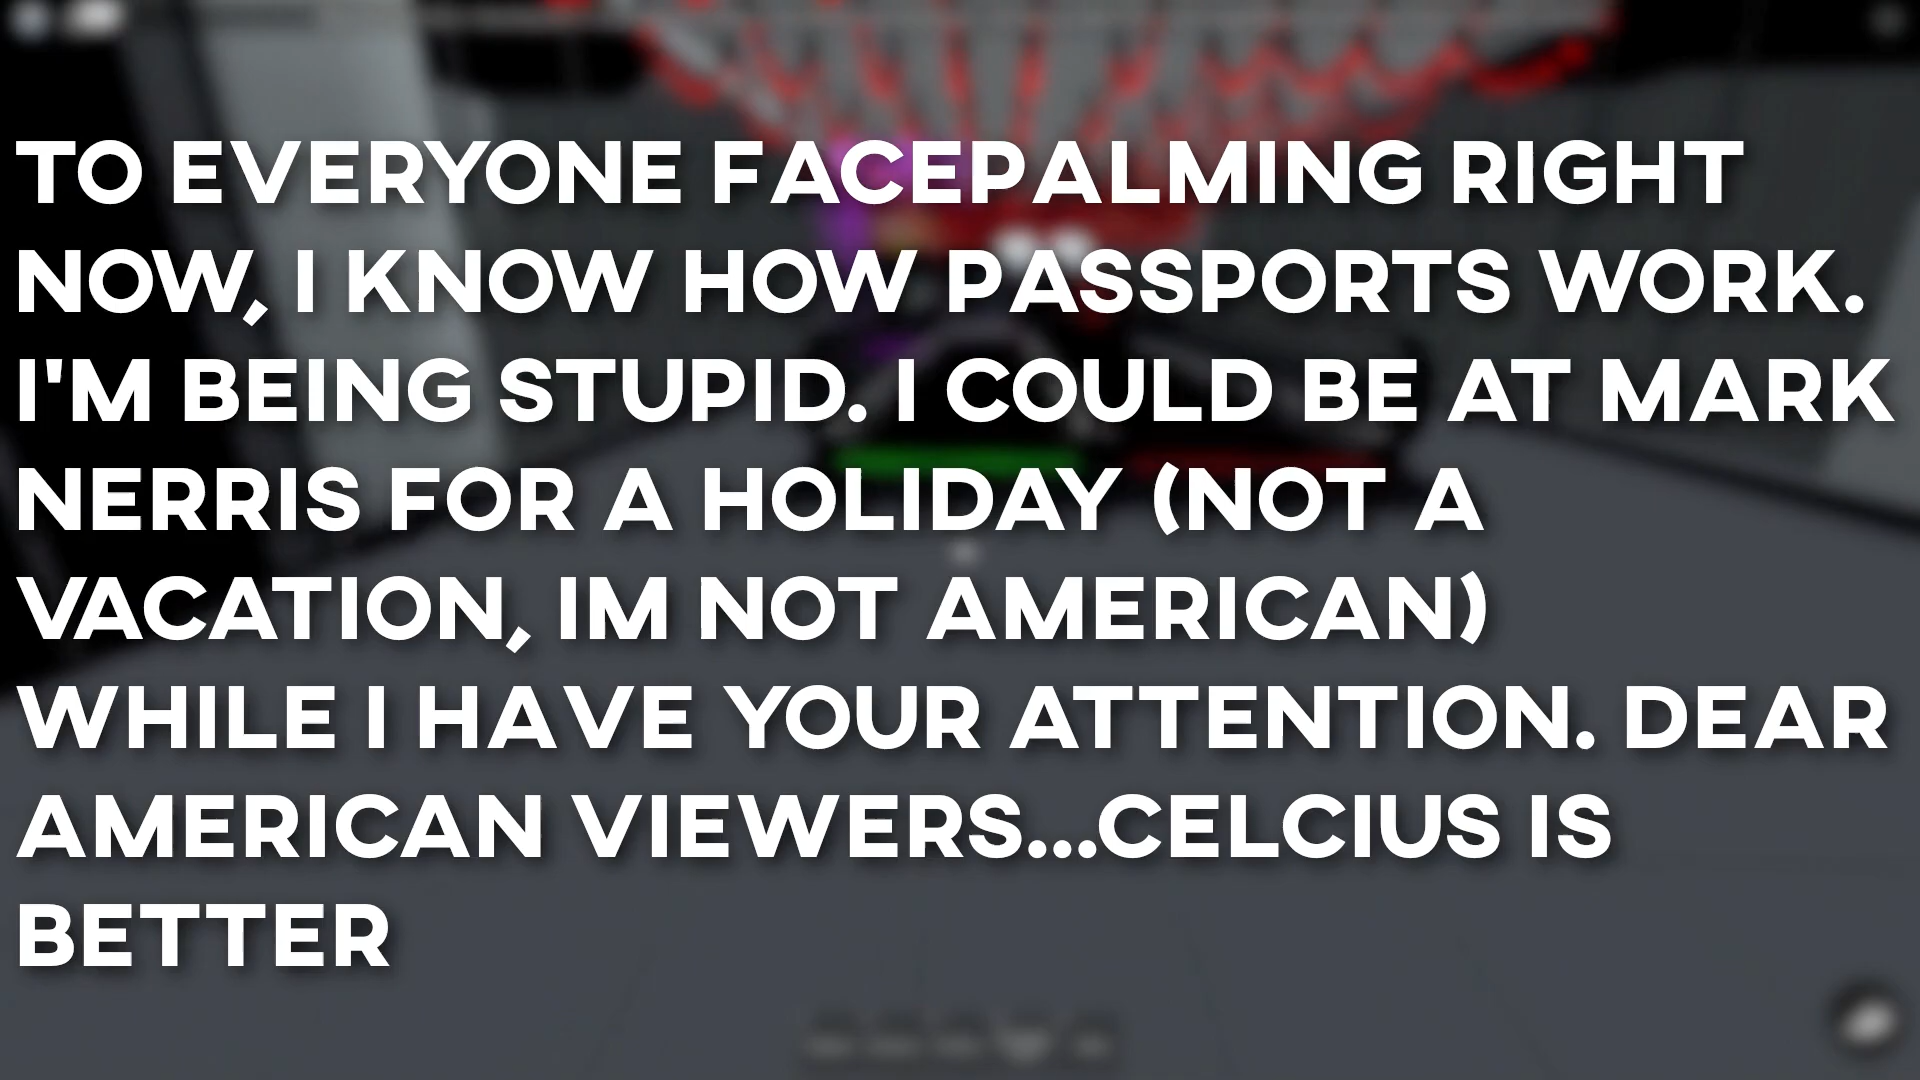 TO EVERYONE FACEPALMING RIGHT
NOW, I KNOW HOW PASSPORTS WORK.
I'M BEING STUPID. I COULD BE AT MARK
NERRIS FOR A HOLIDAY (NOT A
VACATION, IM NOT AMERICAN)
WHILE I HAVE YOUR ATTENTION. DEAR
AMERICAN VIEWERS...CELCIUS IS
BETTER